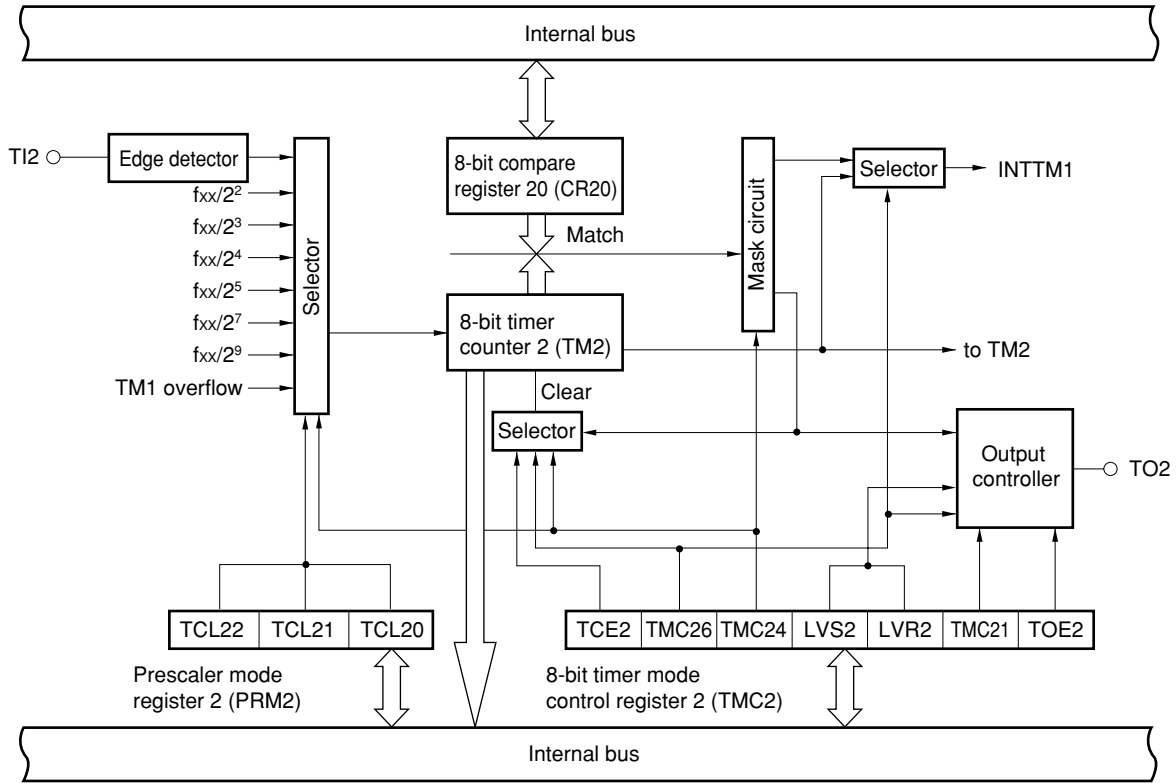 Internal bus
TI2
Edge detector
fxx/2²
fxx/2³
fxx/2⁴
fxx/2⁵
fxx/2⁷
fxx/2⁹
TM1 overflow
Selector
8-bit compare
register 20 (CR20)
Match
8-bit timer
counter 2 (TM2)
Clear
Selector
Mask circuit
Selector
INTTM1
to TM2
Output
controller
TO2
TCL22 TCL21 TCL20
Prescaler mode
register 2 (PRM2)
TCE2 TMC26 TMC24 LVS2 LVR2 TMC21 TOE2
8-bit timer mode
control register 2 (TMC2)
Internal bus